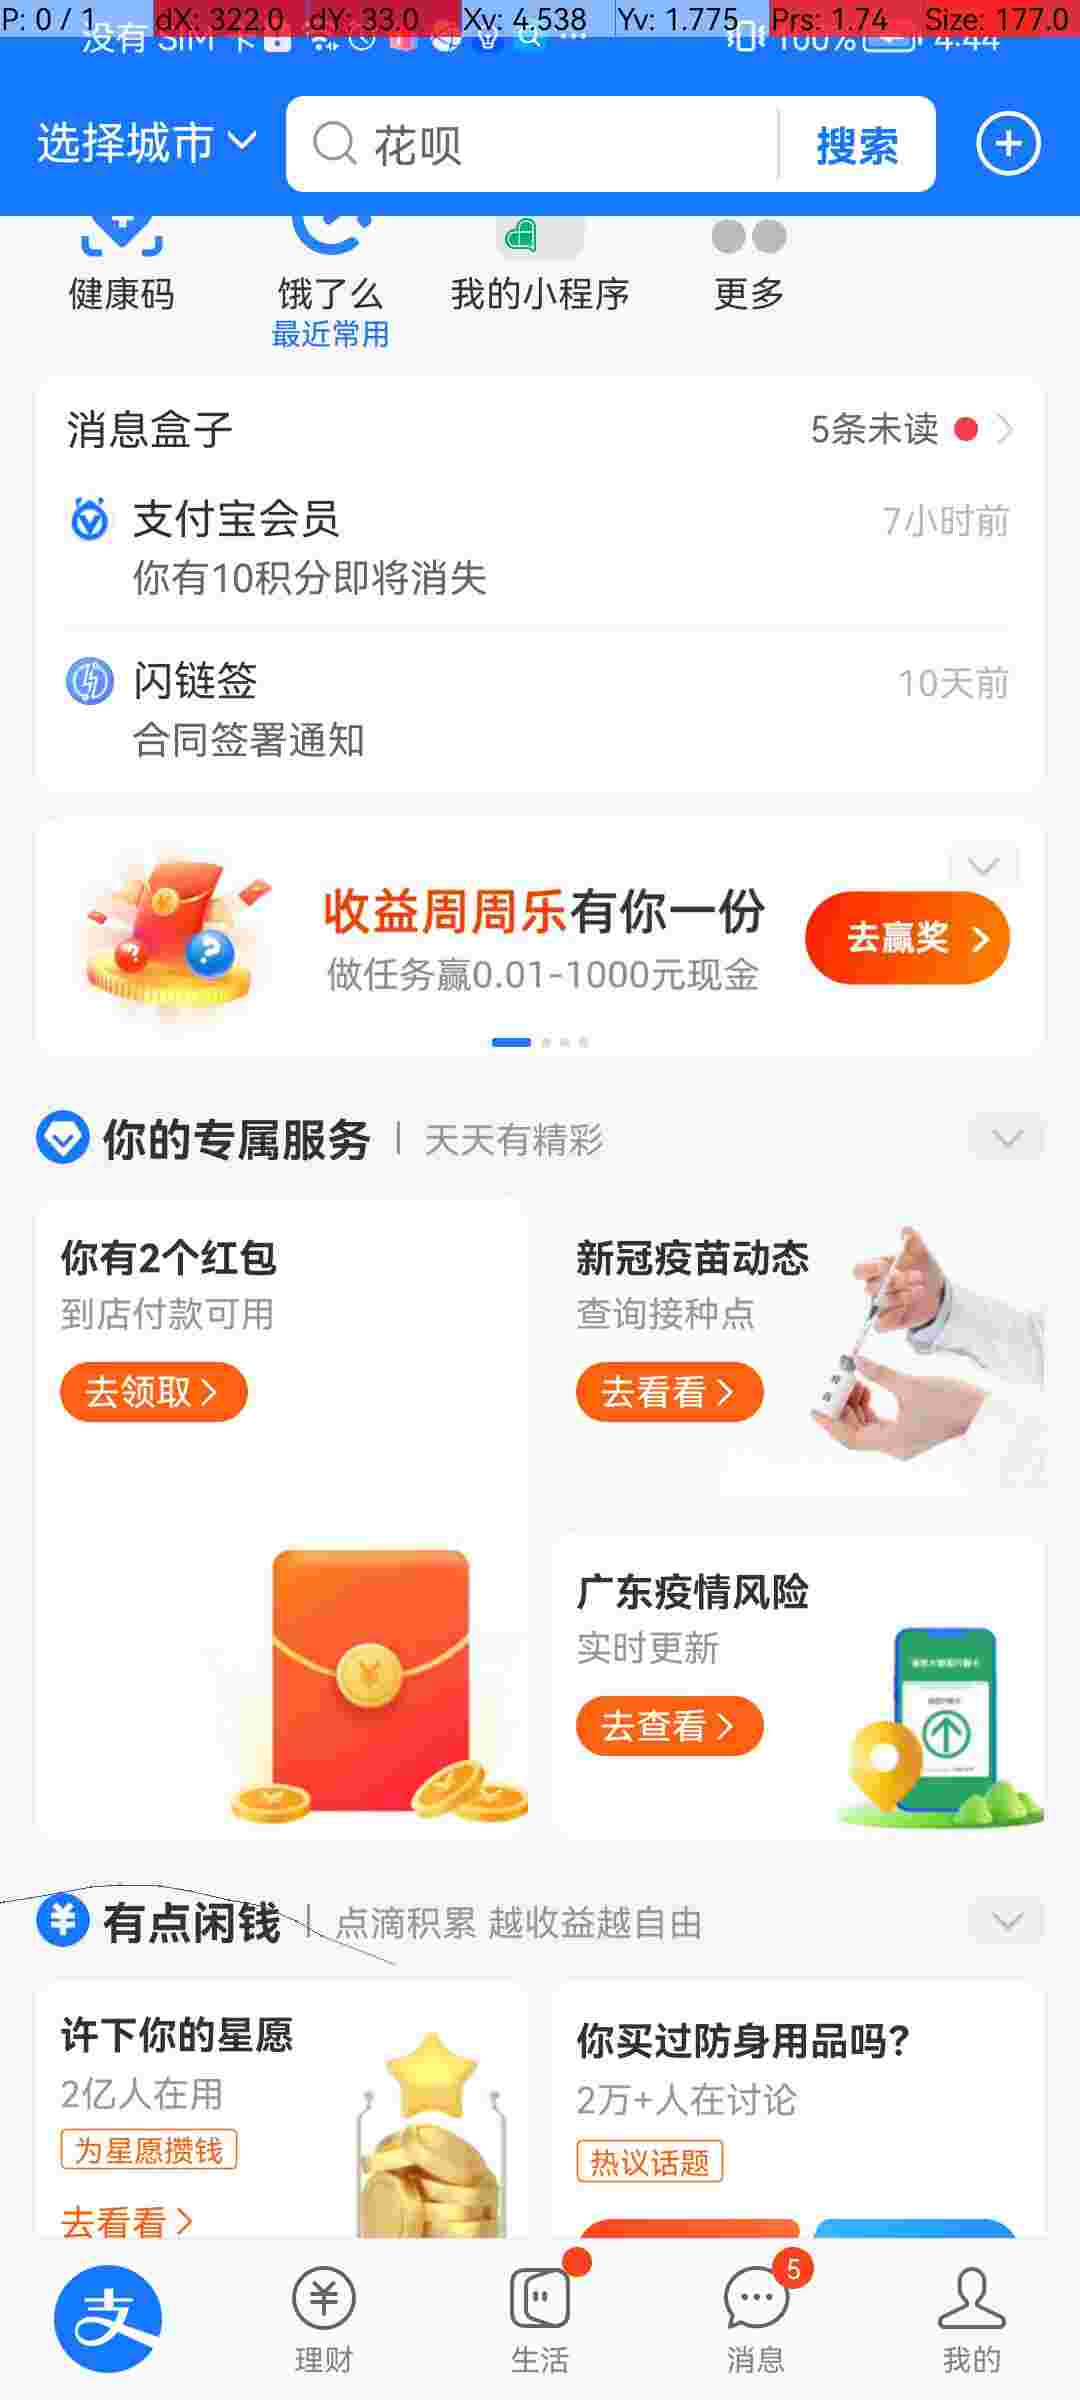 P: 0 / 1 dX: 322.0 dY: 33.0 Xv: 4.538 Yv: 1.775 Prs: 1.74 Size: 177.0
没有 SIM 卡 100% 4:44
选择城市 花呗 搜索
健康码 饿了么 我的小程序 更多
最近常用
消息盒子 5条未读
支付宝会员 7小时前
你有10积分即将消失
闪链签 10天前
合同签署通知
收益周周乐有你一份
做任务赢0.01-1000元现金
去赢奖
你的专属服务 天天有精彩
你有2个红包
到店付款可用
去领取
新冠疫苗动态
查询接种点
去看看
广东疫情风险
实时更新
去查看
有点闲钱 点滴积累 越收益越自由
许下你的星愿
2亿人在用
为星愿攒钱
去看看
你买过防身用品吗?
2万+人在讨论
热议话题
支
理财
生活
5
消息
我的